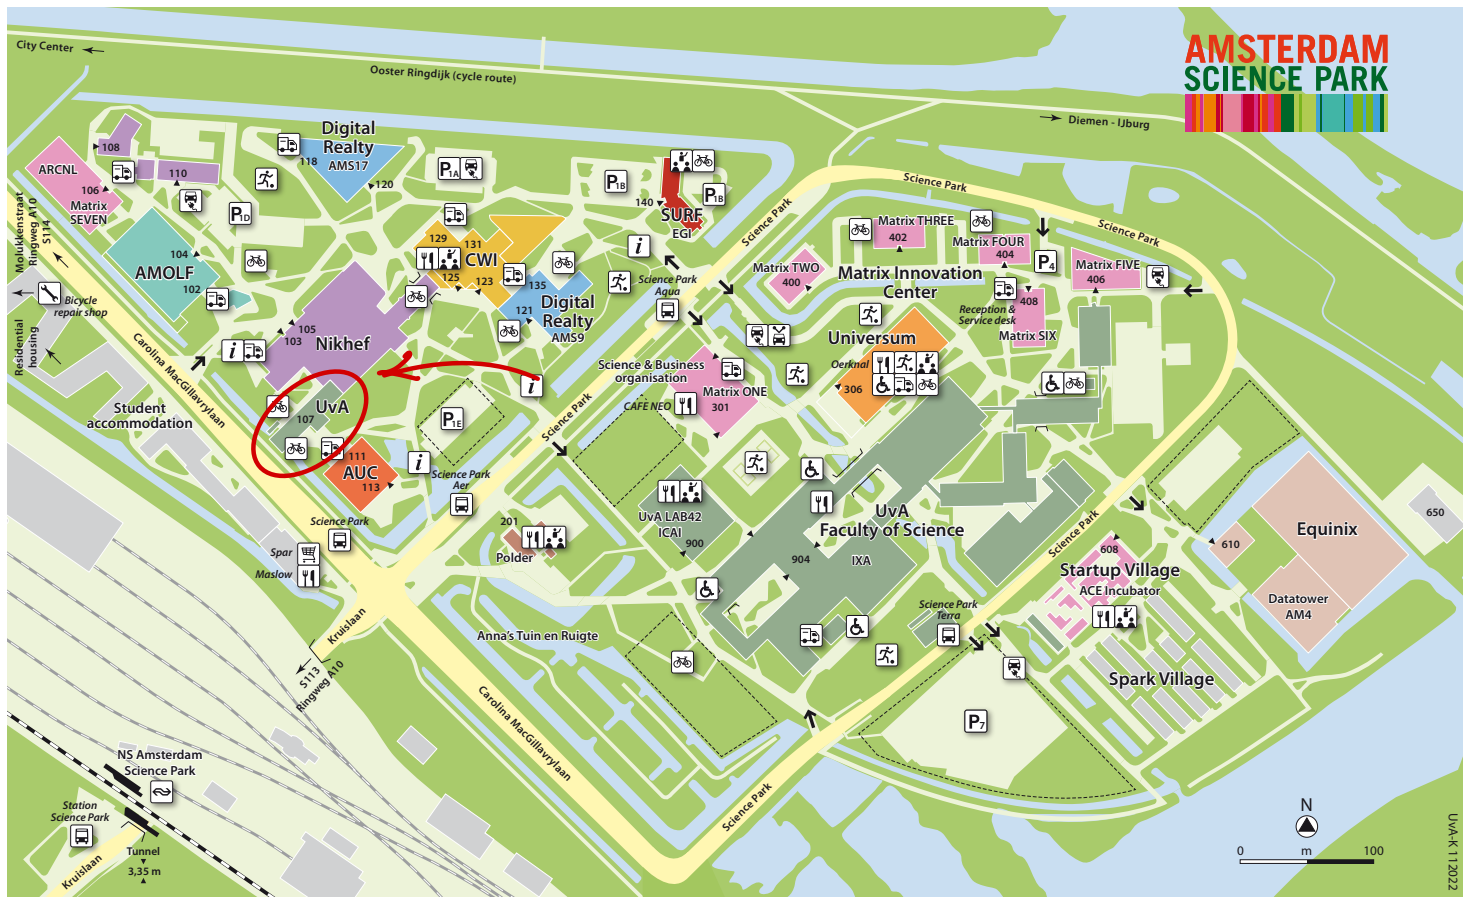 AMSTERDAM
SCIENCE PARK
City Center
Ooster Ringdijk (cycle route)
Diemen - IJburg
108
ARCNL
106
Matrix
SEVEN
110
118
Digital
Realty
AMS17
120
P1A
P1B
P1B
140
SURF
EGI
P1D
Science Park
Science Park
Science Park
Molukkenstraat
Ringweg A10
S114
AMOLF
104
102
129
131
CWI
125
123
135
121
Digital
Realty
AMS9
i
Science Park
Aqua
Matrix TWO
400
Matrix THREE
402
Matrix FOUR
404
P4
Matrix FIVE
406
Matrix Innovation
Center
408
Reception &
Service desk
Matrix SIX
Bicycle
repair shop
Residential
housing
105
103
Nikhef
i
Carolina MacGillavrylaan
Student
accommodation
UvA
107
111
AUC
113
P1E
i
i
Science Park
Science & Business
organisation
Matrix ONE
301
CAFE NEO
Universum
Oerknal
306
Science Park
Aer
Science Park
Spar
Maslow
201
Polder
UvA LAB42
ICAI
900
UvA
Faculty of Science
904
IXA
Science Park
608
Startup Village
ACE Incubator
610
Equinix
Datatower
AM4
650
Science Park
Terra
Spark Village
Anna's Tuin en Ruigte
Kruislaan
S113
Ringweg A10
Carolina MacGillavrylaan
Science Park
P7
NS Amsterdam
Science Park
Station
Science Park
Kruislaan
Tunnel
3,35 m
N
0 m 100
UvA-K 112022